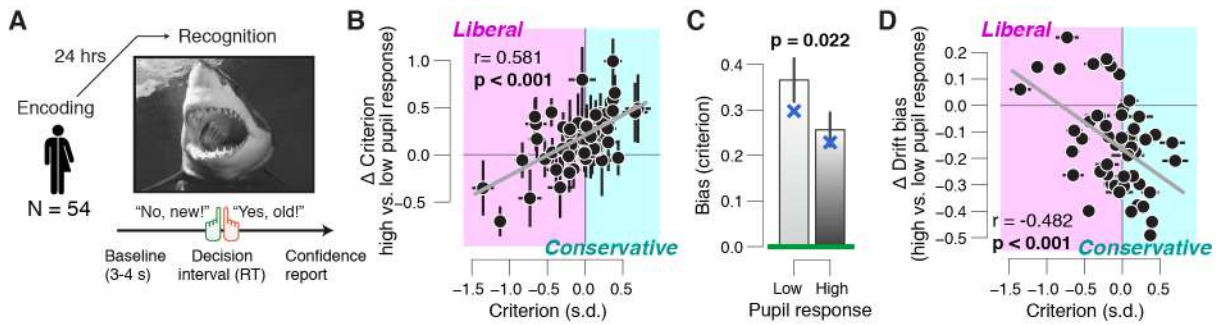 A
24 hrs
Recognition
Encoding
N = 54
“No, new!”
“Yes, old!”
Baseline
(3-4 s)
Decision
interval (RT)
Confidence
report
B
Liberal
r= 0.581
p < 0.001
Δ Criterion
high vs. low pupil response)
1.0
0.5
0.0
−0.5
Conservative
−1.5 −1.0 −0.5 0.0 0.5
Criterion (s.d.)
C
p = 0.022
Bias (criterion)
0.4
0.3
0.2
0.1
0.0
Low High
Pupil response
D
Liberal
Δ Drift bias
(high vs. low pupil response)
0.2
0.1
0.0
−0.1
−0.2
−0.3
−0.4
−0.5
r = -0.482
p < 0.001
Conservative
−1.5 −1.0 −0.5 0.0 0.5
Criterion (s.d.)